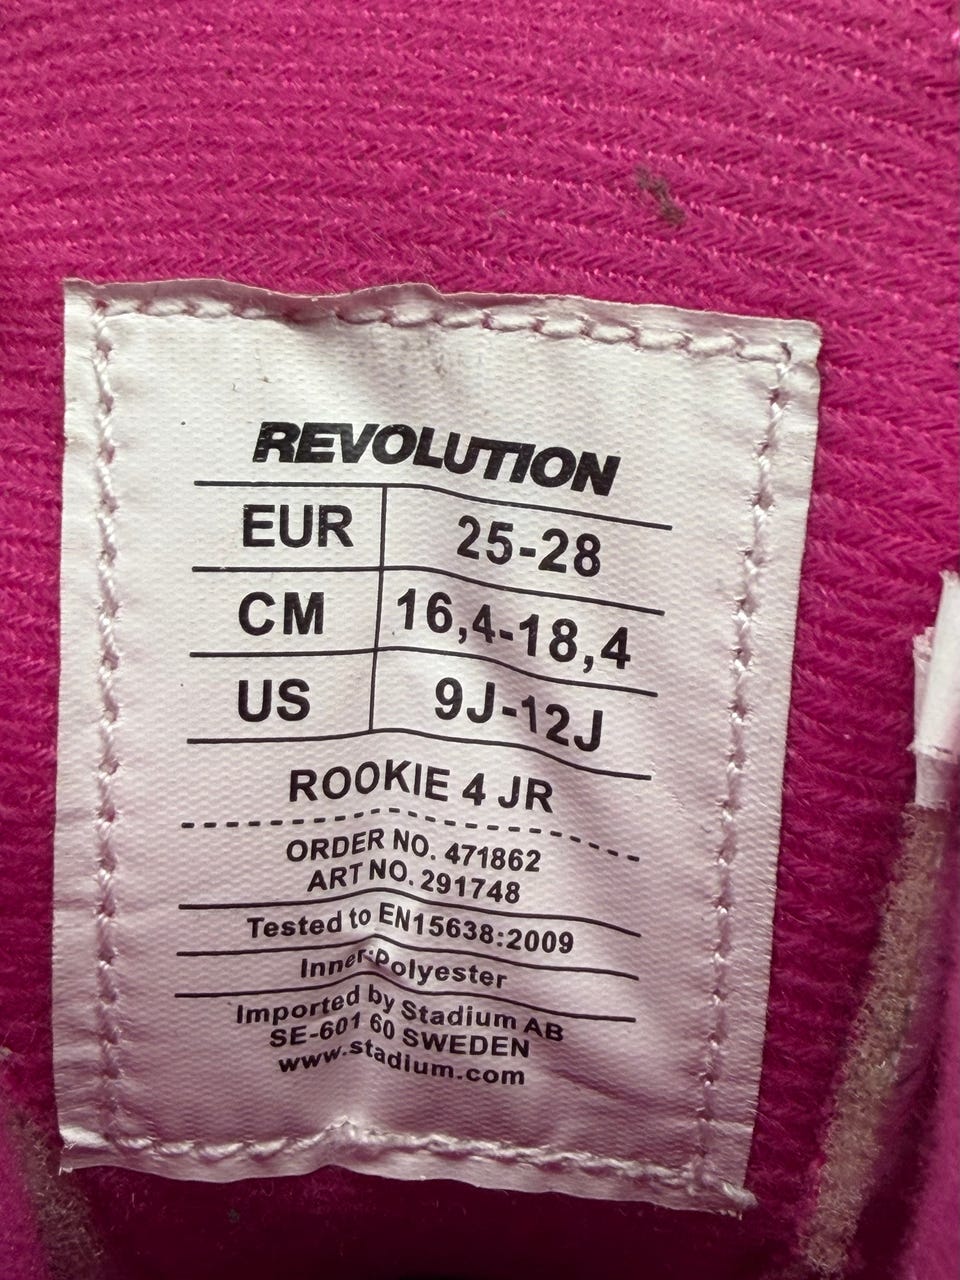 REVOLUTION
EUR 25-28
CM 16,4-18,4
US 9J-12J
ROOKIE 4 JR
ORDER NO. 471862
ART NO. 291748
Tested to EN15638:2009
Inner:Polyester
Imported by Stadium AB
SE-601 60 SWEDEN
www.stadium.com